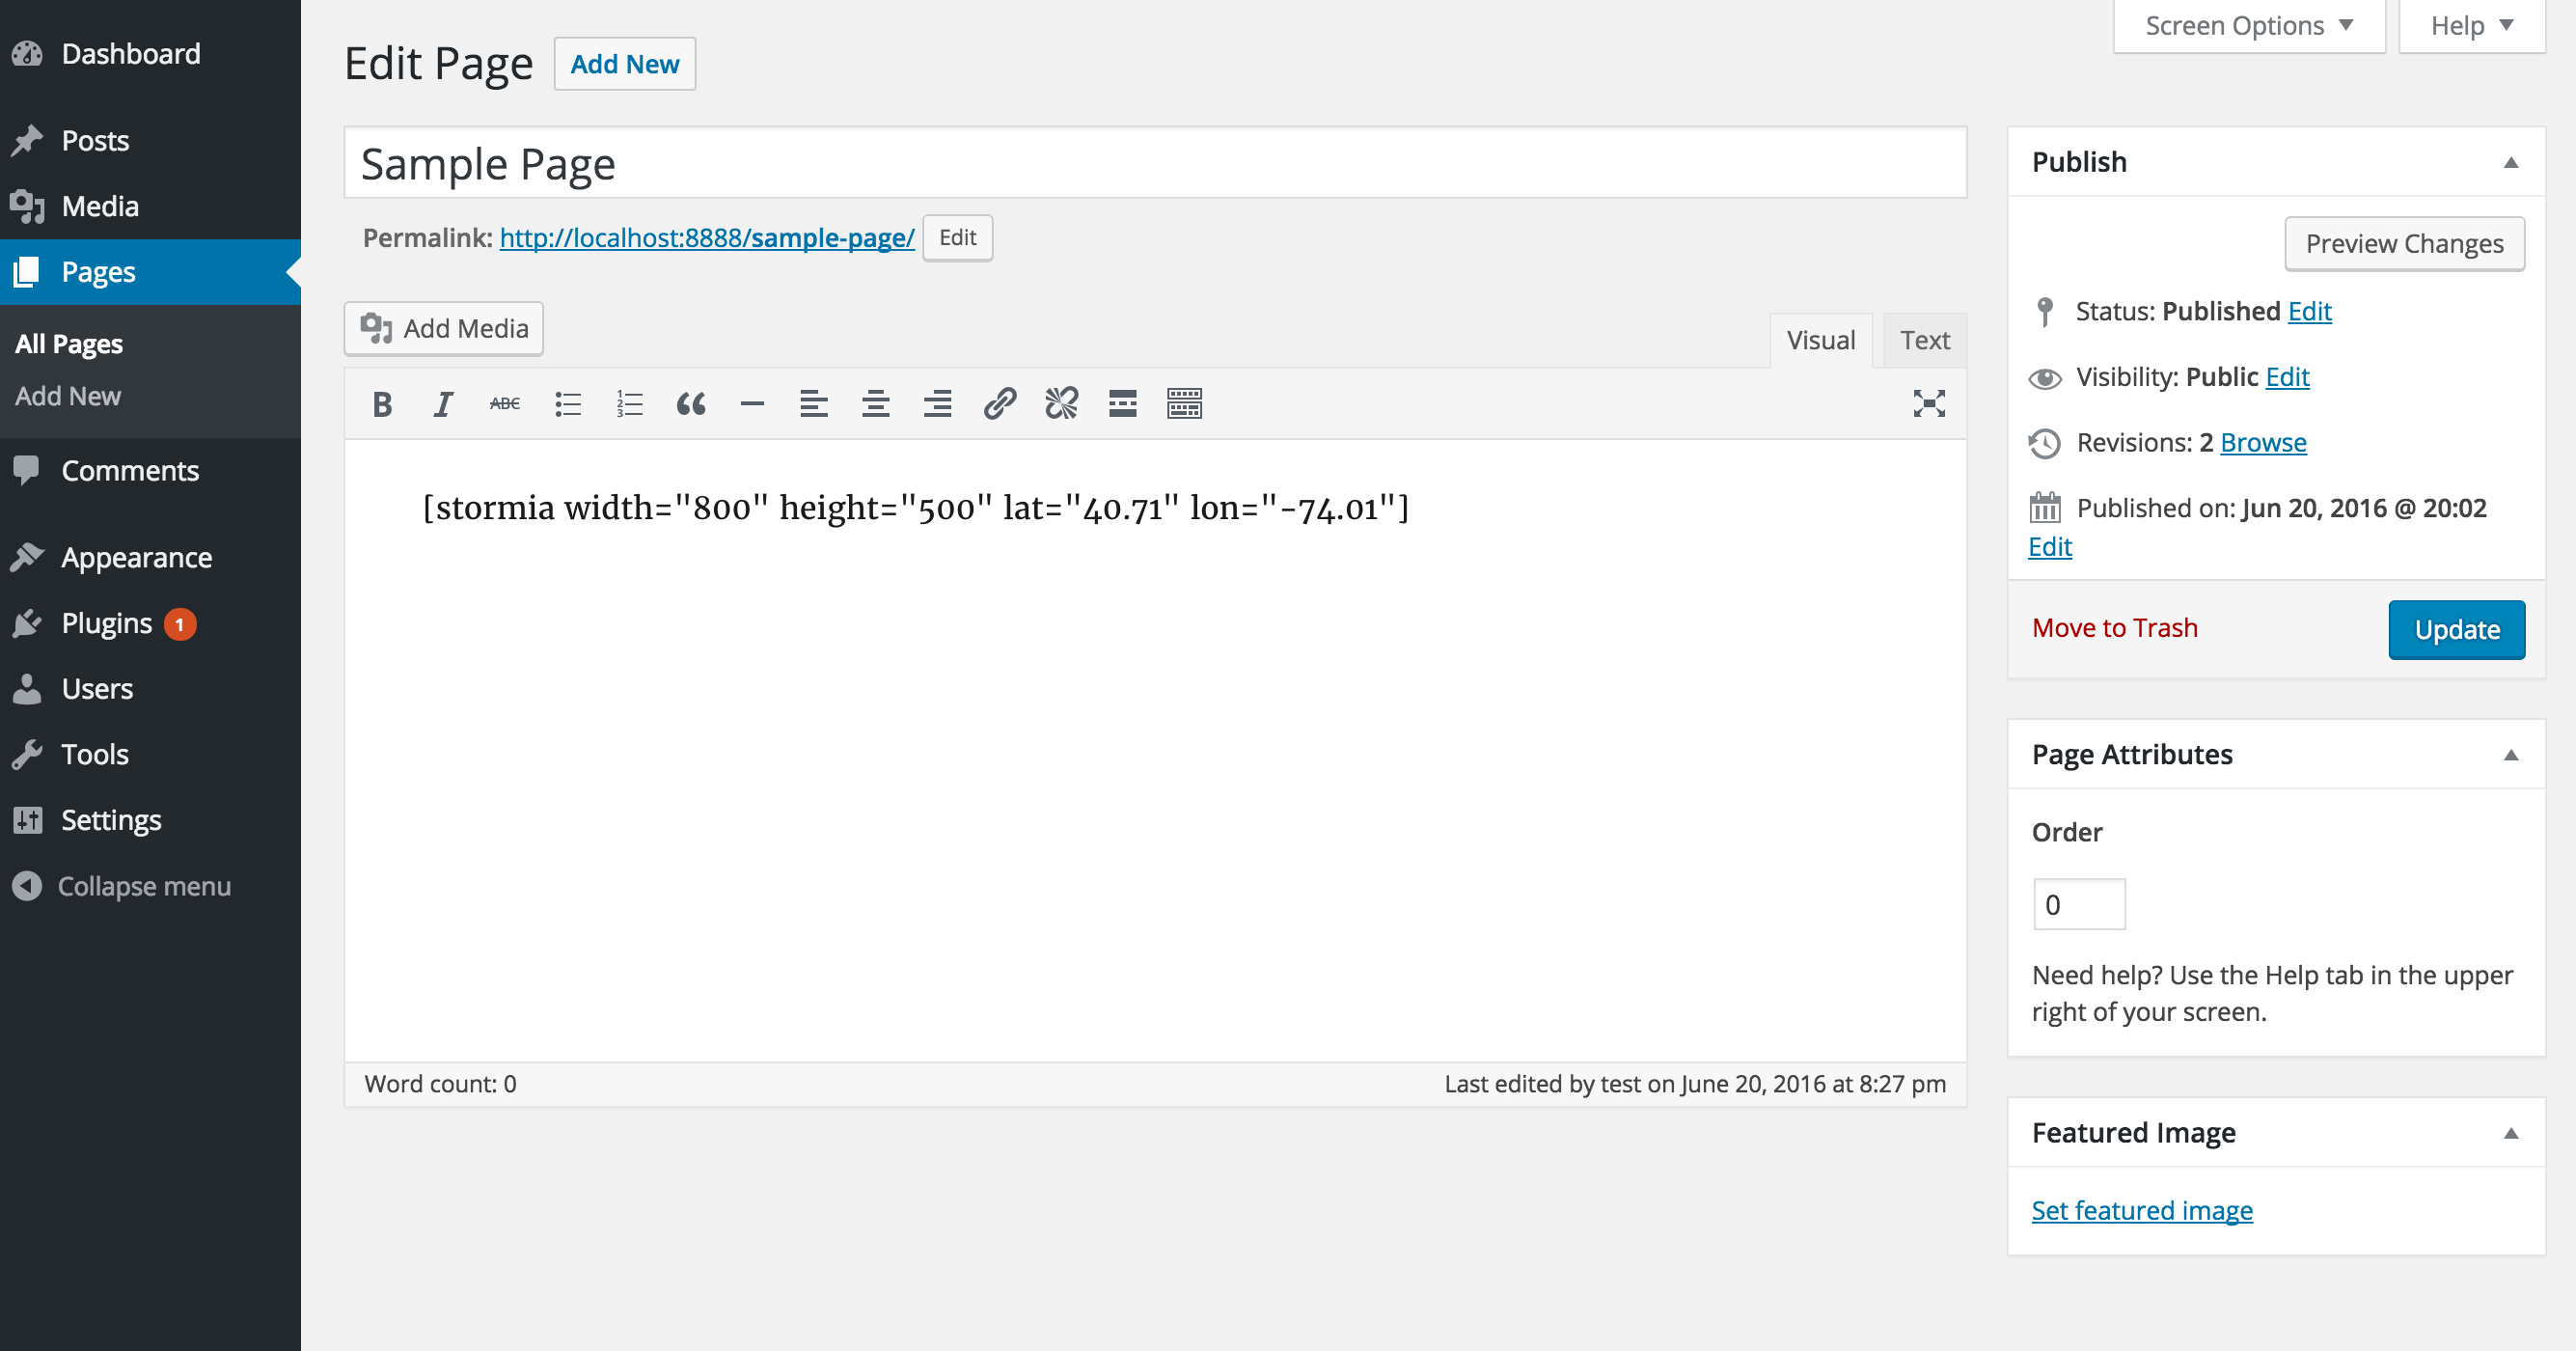 Dashboard
Posts
Media
Pages
All Pages
Add New
Comments
Appearance
Plugins 1
Users
Tools
Settings
Collapse menu
Screen Options
Help
Edit Page Add New
Sample Page
Permalink: http://localhost:8888/sample-page/ Edit
Add Media
Visual Text
B I ABC
[stormia width="800" height="500" lat="40.71" lon="-74.01"]
Word count: 0
Last edited by test on June 20, 2016 at 8:27 pm
Publish
Preview Changes
Status: Published Edit
Visibility: Public Edit
Revisions: 2 Browse
Published on: Jun 20, 2016 @ 20:02
Edit
Move to Trash Update
Page Attributes
Order
0
Need help? Use the Help tab in the upper
right of your screen.
Featured Image
Set featured image